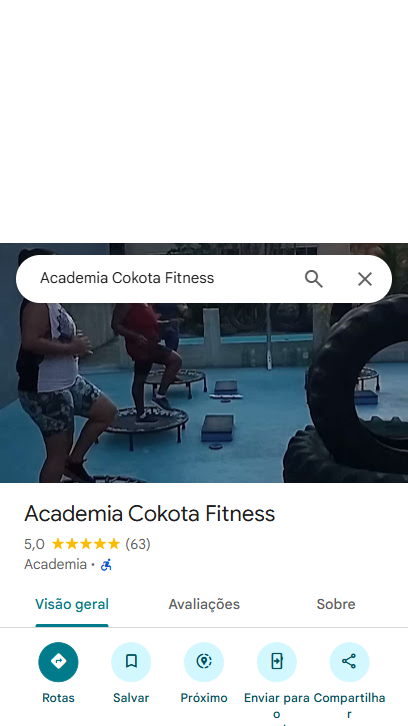 Academia Cokota Fitness
Academia Cokota Fitness
5,0 (63)
Academia ·
Visão geral Avaliações Sobre
Rotas Salvar Próximo Enviar para o Compartilhar